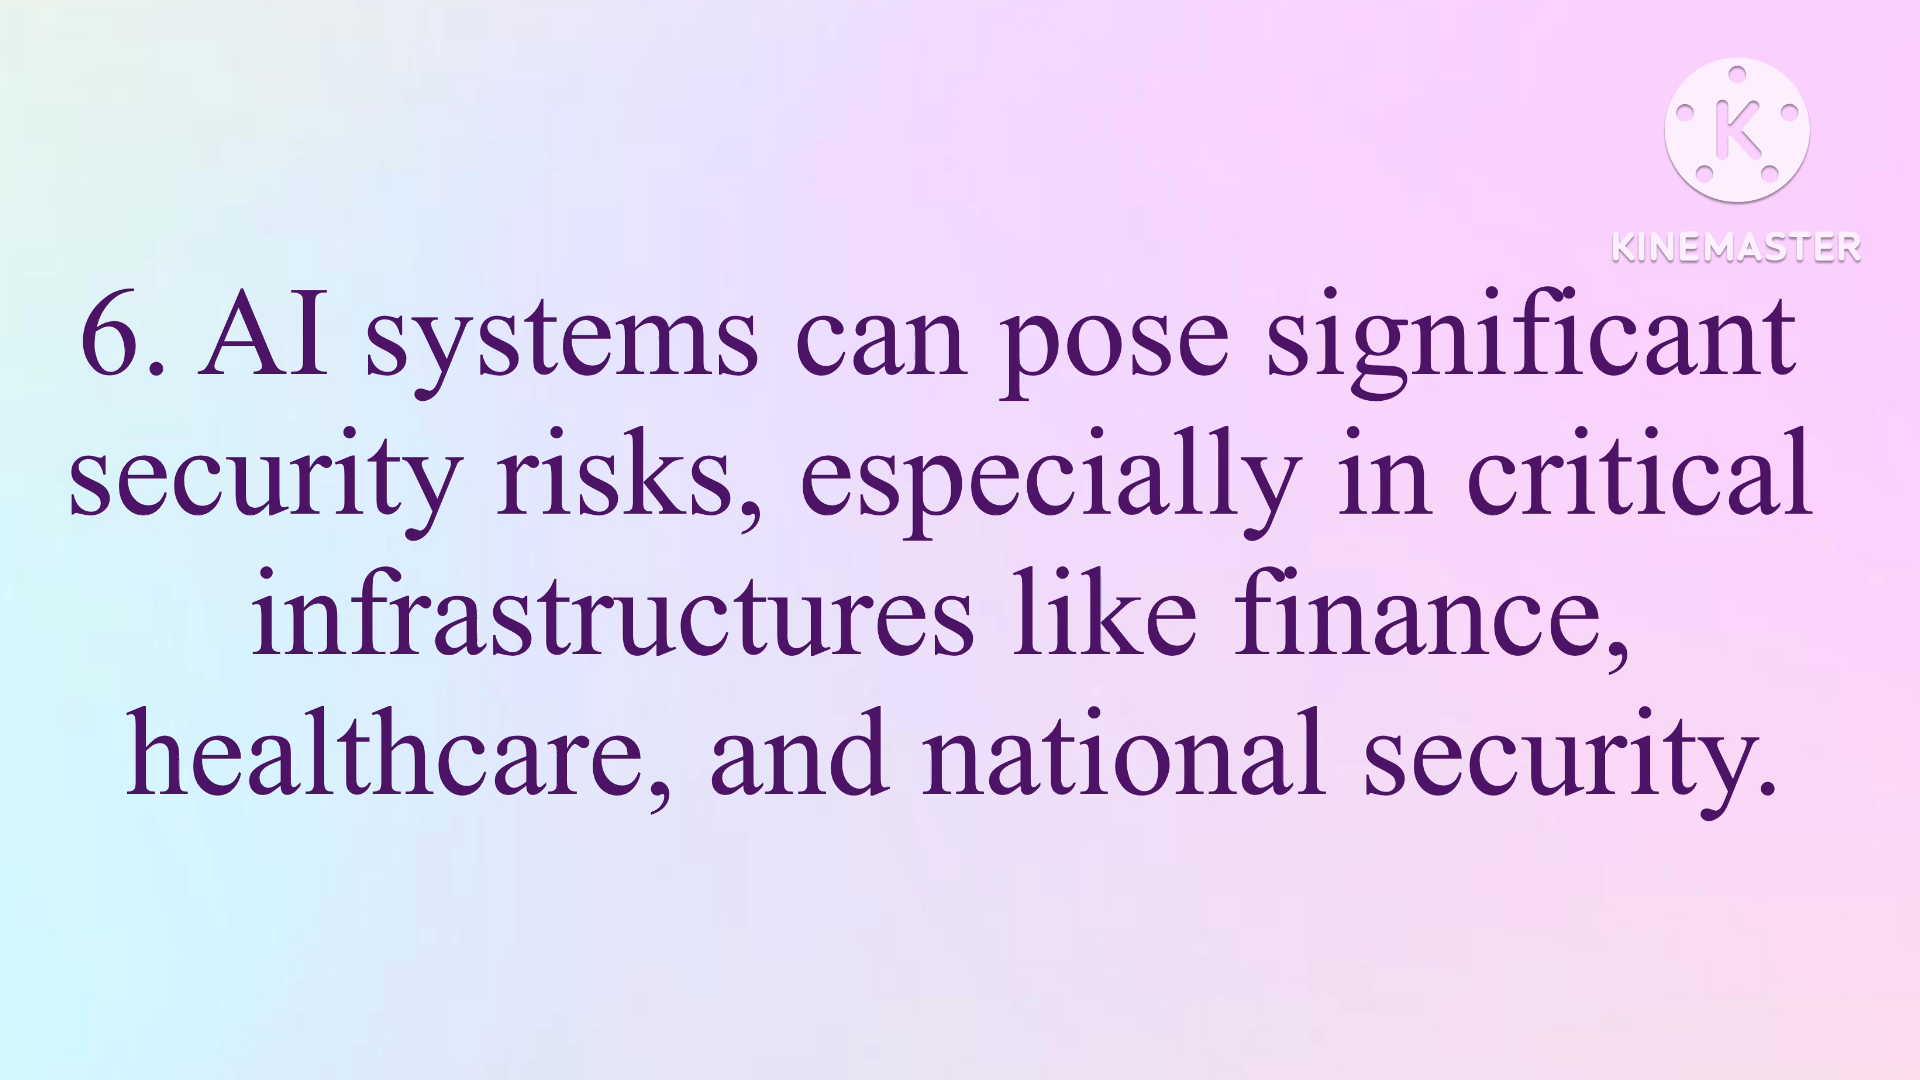 K
KINEMASTER
6. AI systems can pose significant
security risks, especially in critical
infrastructures like finance,
healthcare, and national security.